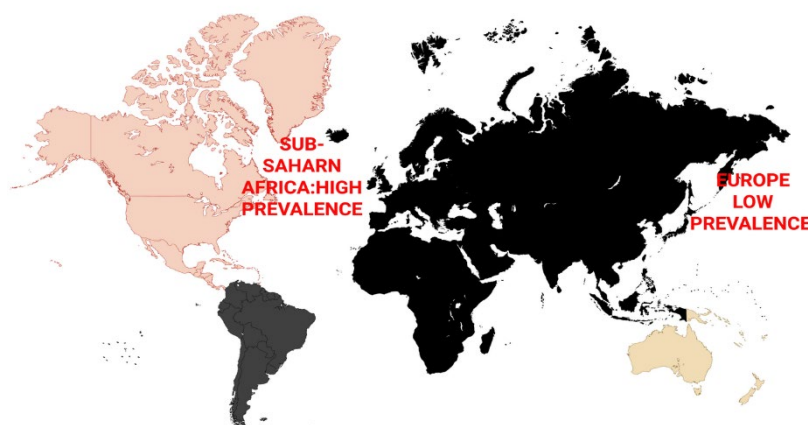 SUB-
SAHARN
AFRICA:HIGH
PREVALENCE
EUROPE
LOW
PREVALENCE